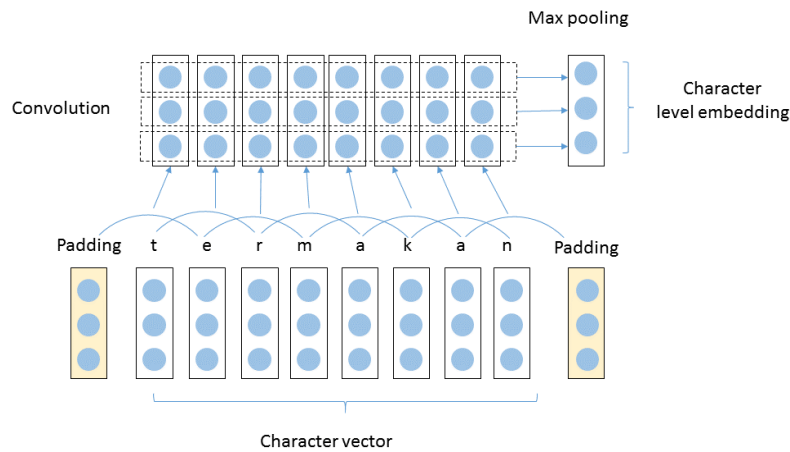 Max pooling
Convolution
Character
level embedding
Padding t e r m a k a n Padding
Character vector